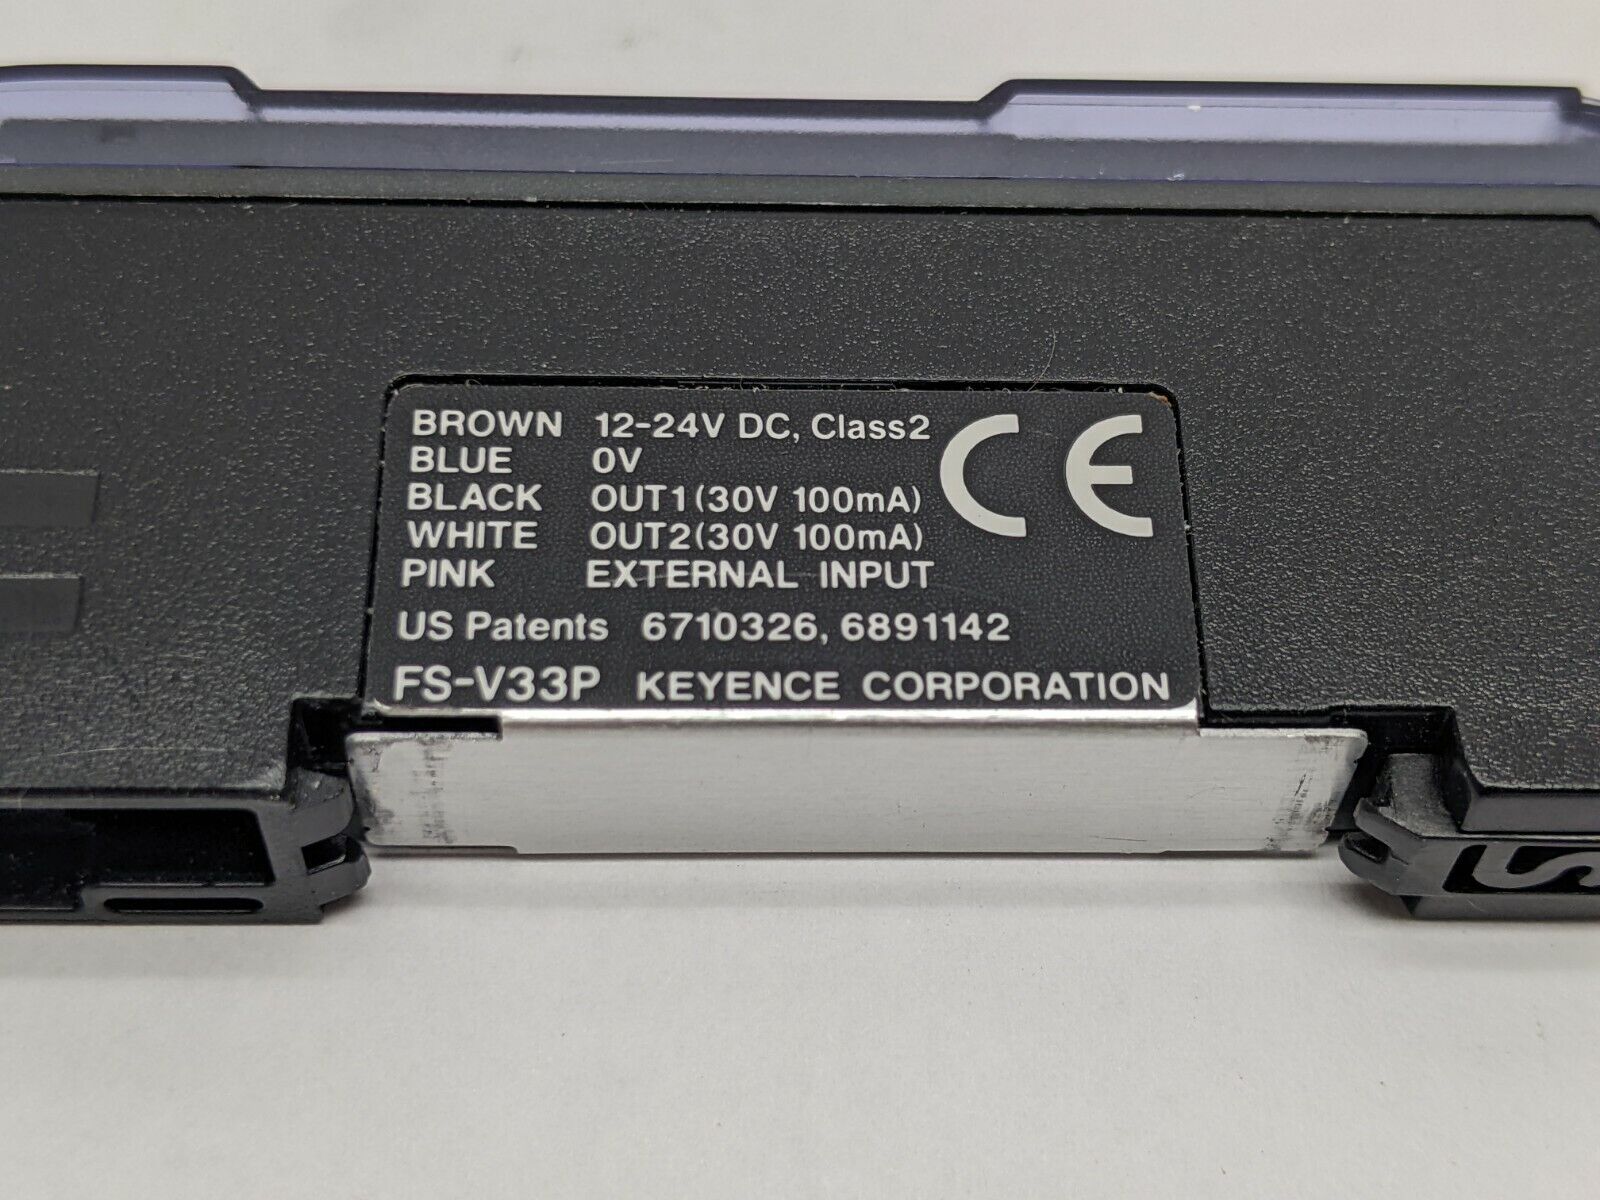 BROWN 12-24V DC, Class2
BLUE 0V
BLACK OUT1(30V 100mA)
WHITE OUT2(30V 100mA)
PINK EXTERNAL INPUT
CE
US Patents 6710326, 6891142
FS-V33P KEYENCE CORPORATION